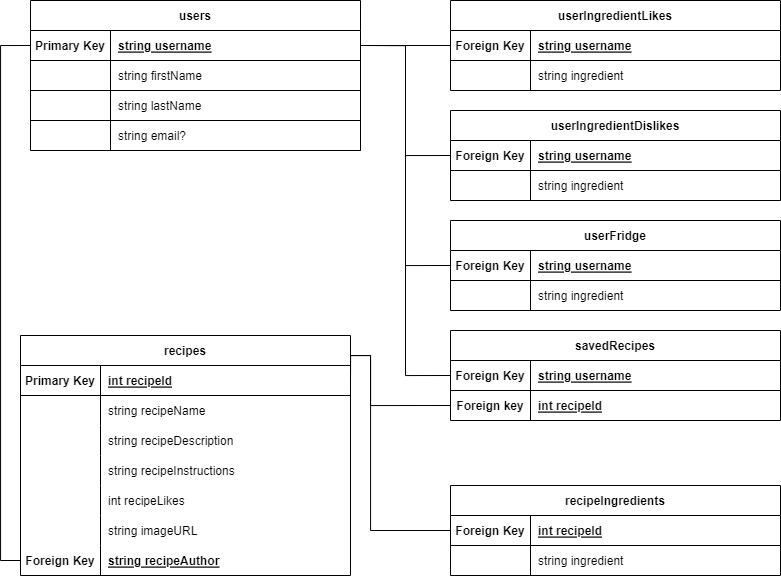 users
Primary Key string username
string firstName
string lastName
string email?
userIngredientLikes
Foreign Key string username
string ingredient
userIngredientDislikes
Foreign Key string username
string ingredient
userFridge
Foreign Key string username
string ingredient
recipes
Primary Key int recipeId
string recipeName
string recipeDescription
string recipeInstructions
int recipeLikes
string imageURL
Foreign Key string recipeAuthor
savedRecipes
Foreign Key string username
Foreign key int recipeId
recipeIngredients
Foreign Key int recipeId
string ingredient